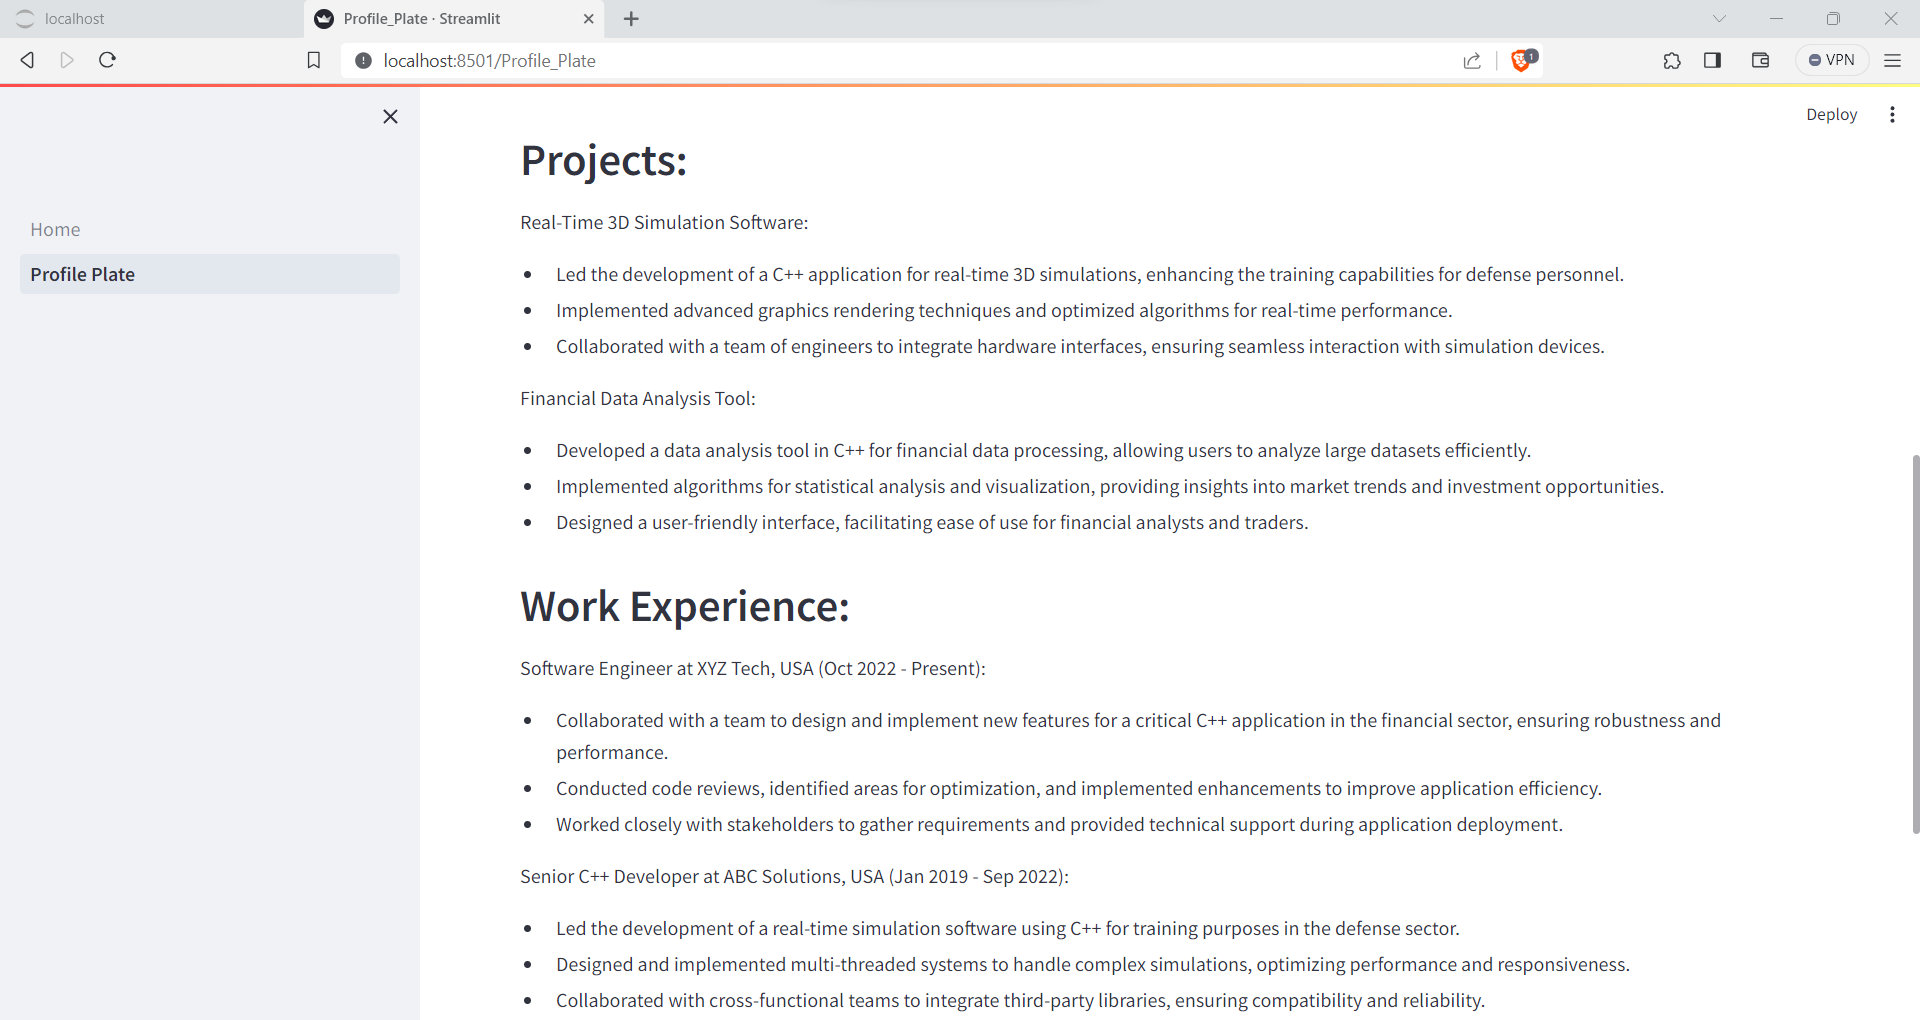 localhost
Profile_Plate · Streamlit
localhost:8501/Profile_Plate
1
VPN
Deploy
Home
Profile Plate
Projects:
Real-Time 3D Simulation Software:
• Led the development of a C++ application for real-time 3D simulations, enhancing the training capabilities for defense personnel.
• Implemented advanced graphics rendering techniques and optimized algorithms for real-time performance.
• Collaborated with a team of engineers to integrate hardware interfaces, ensuring seamless interaction with simulation devices.
Financial Data Analysis Tool:
• Developed a data analysis tool in C++ for financial data processing, allowing users to analyze large datasets efficiently.
• Implemented algorithms for statistical analysis and visualization, providing insights into market trends and investment opportunities.
• Designed a user-friendly interface, facilitating ease of use for financial analysts and traders.
Work Experience:
Software Engineer at XYZ Tech, USA (Oct 2022 - Present):
• Collaborated with a team to design and implement new features for a critical C++ application in the financial sector, ensuring robustness and
performance.
• Conducted code reviews, identified areas for optimization, and implemented enhancements to improve application efficiency.
• Worked closely with stakeholders to gather requirements and provided technical support during application deployment.
Senior C++ Developer at ABC Solutions, USA (Jan 2019 - Sep 2022):
• Led the development of a real-time simulation software using C++ for training purposes in the defense sector.
• Designed and implemented multi-threaded systems to handle complex simulations, optimizing performance and responsiveness.
• Collaborated with cross-functional teams to integrate third-party libraries, ensuring compatibility and reliability.